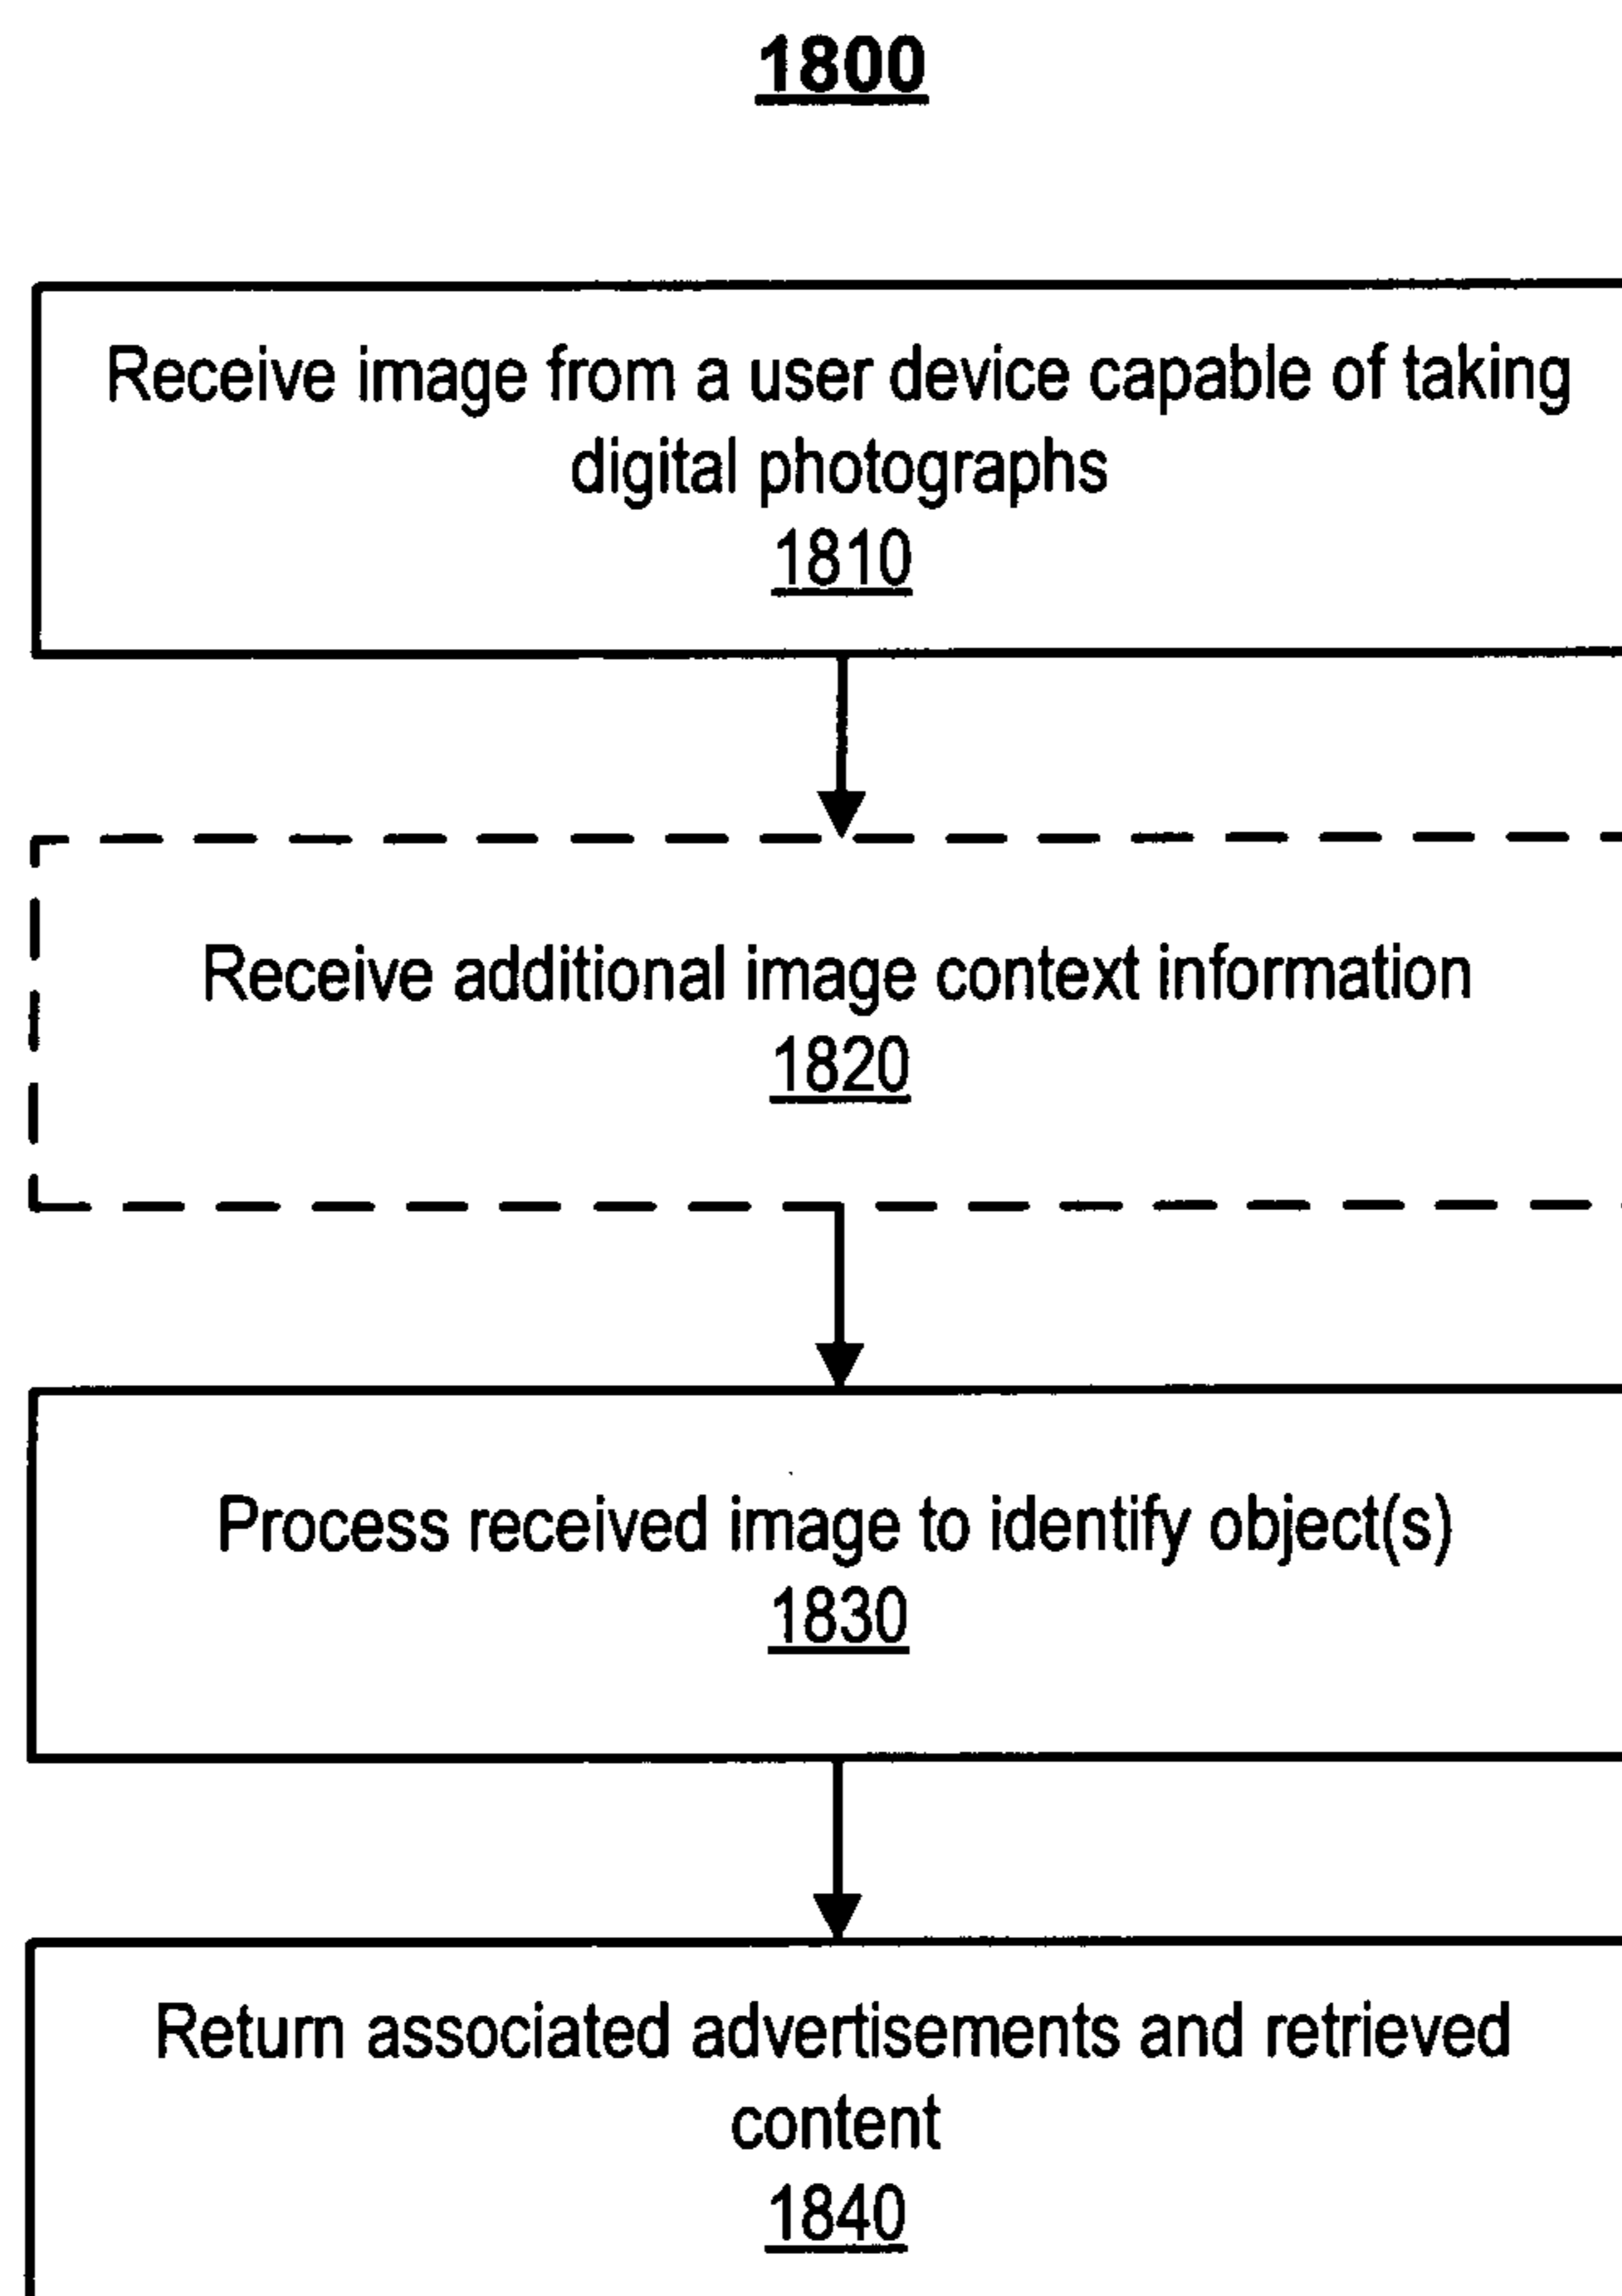 1800
Receive image from a user device capable of taking
digital photographs
1810
Receive additional image context information
1820
Process received image to identify object(s)
1830
Return associated advertisements and retrieved
content
1840